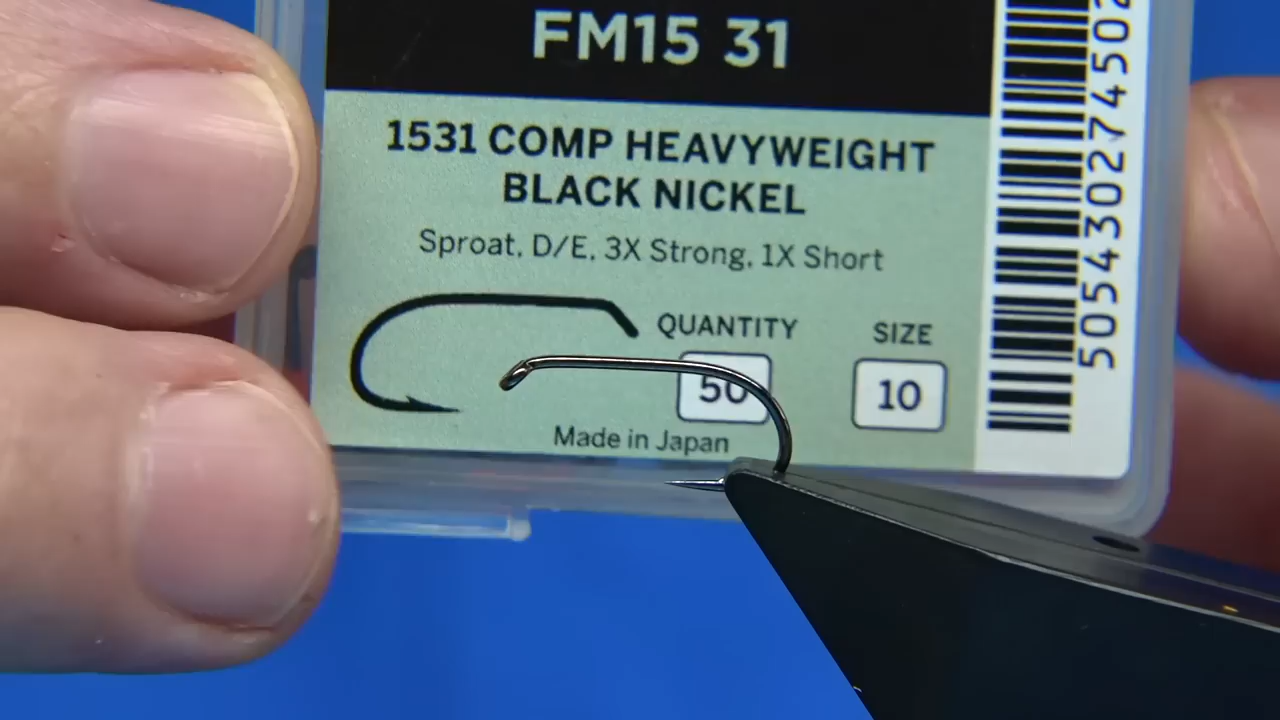 FM15 31
1531 COMP HEAVYWEIGHT
BLACK NICKEL
Sproat, D/E, 3X Strong, 1X Short
QUANTITY
SIZE
50
10
Made in Japan
505430274502